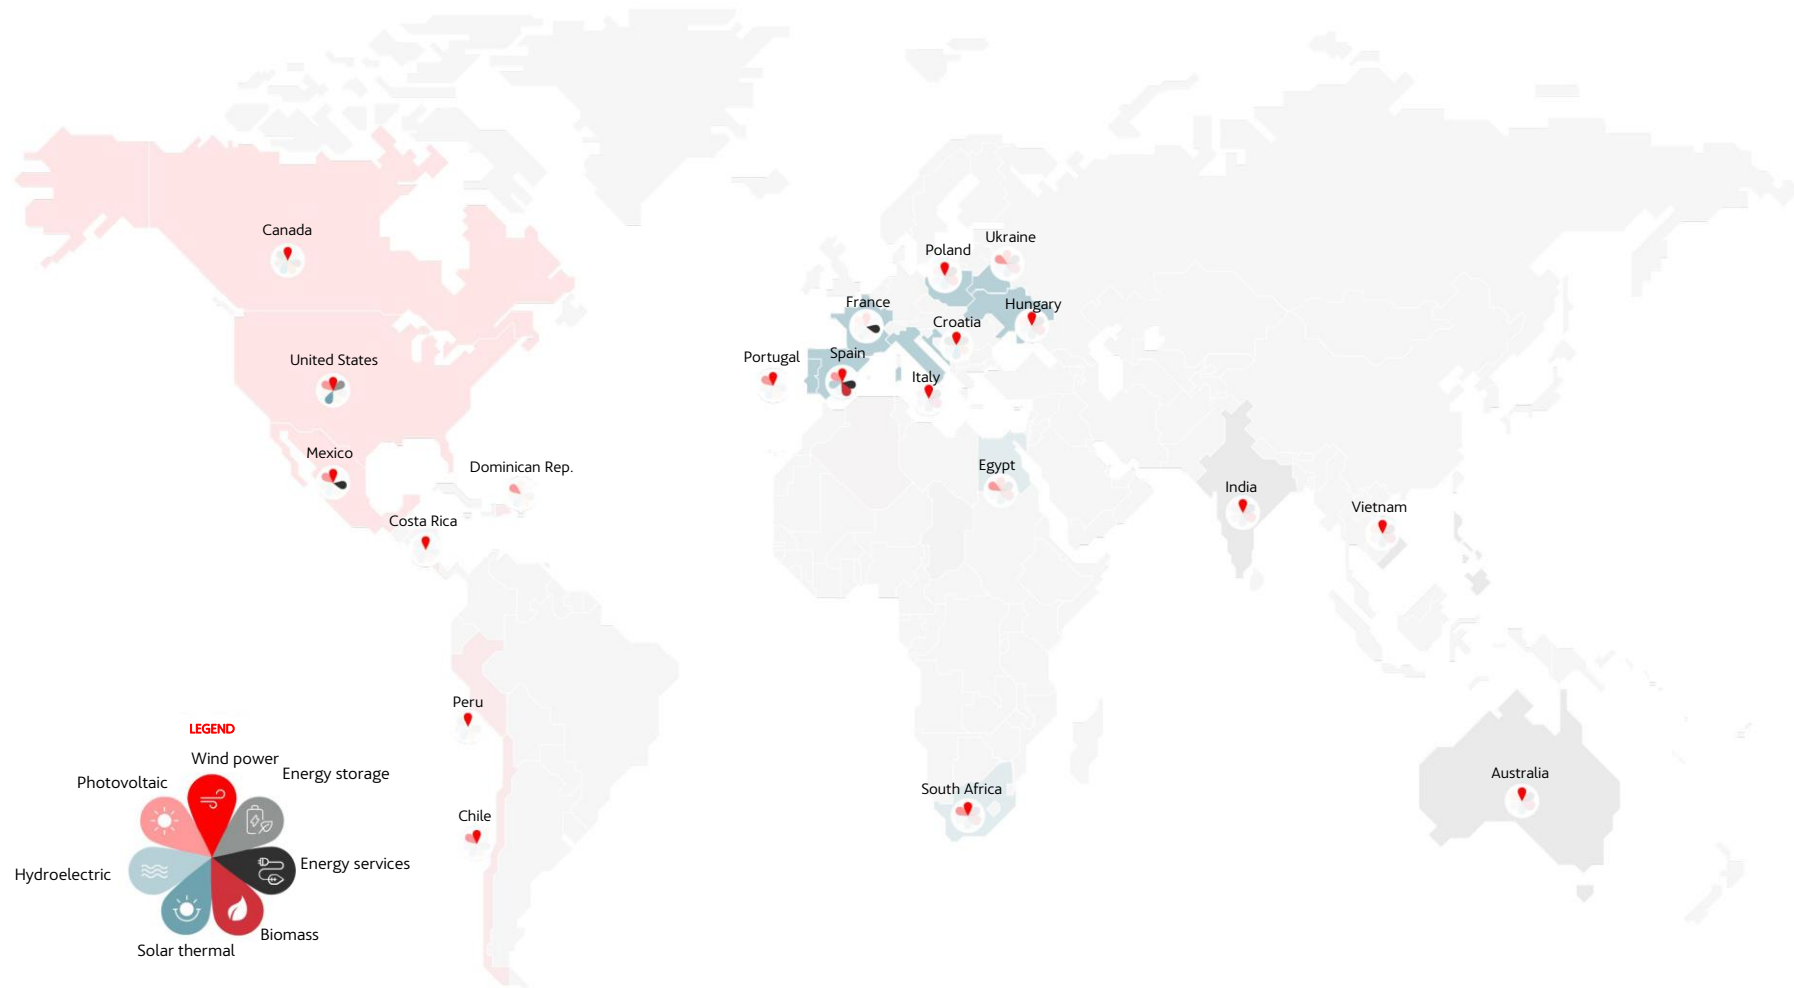 Canada
Ukraine
Poland
France
Hungary
Croatia
United States
Portugal
Spain
Italy
Mexico
Dominican Rep.
Egypt
India
Vietnam
Costa Rica
Peru
LEGEND
Wind power
Energy storage
Photovoltaic
Australia
South Africa
Chile
Energy services
Hydroelectric
Biomass
Solar thermal